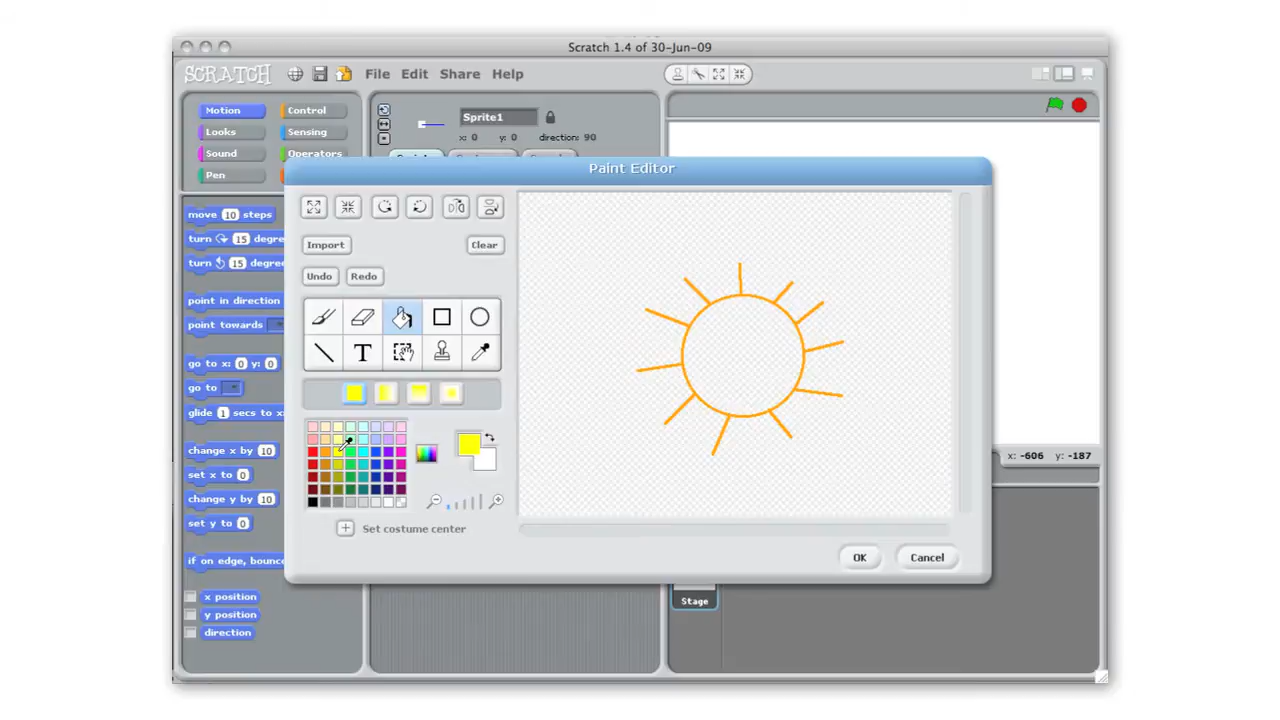 Scratch 1.4 of 30-Jun-09
SCRATCH File Edit Share Help
Motion Control
Looks Sensing
Sound Operators
Pen
Sprite1
x: 0 y: 0 direction: 90
Paint Editor
move 10 steps
turn 15 degre
turn 15 degre
point in direction
point towards
go to x: 0 y: 0
go to
glide 1 secs to x:
change x by 10
set x to 0
change y by 10
set y to 0
if on edge, bounc
x position
y position
direction
Import Clear
Undo Redo
T
Set costume center
OK Cancel
x: -606 y: -187
Stage